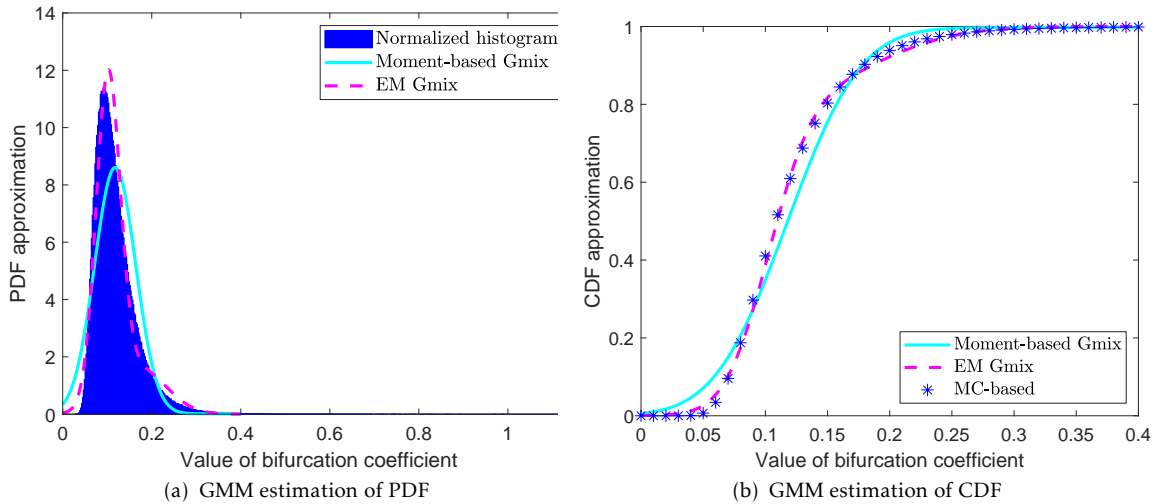 14
12
10
8
6
4
2
0
PDF approximation
Normalized histogram
Moment-based Gmix
EM Gmix
0 0.2 0.4 0.6 0.8 1
Value of bifurcation coefficient
(a) GMM estimation of PDF
1
0.8
0.6
0.4
0.2
0
CDF approximation
Moment-based Gmix
EM Gmix
MC-based
0 0.05 0.1 0.15 0.2 0.25 0.3 0.35 0.4
Value of bifurcation coefficient
(b) GMM estimation of CDF